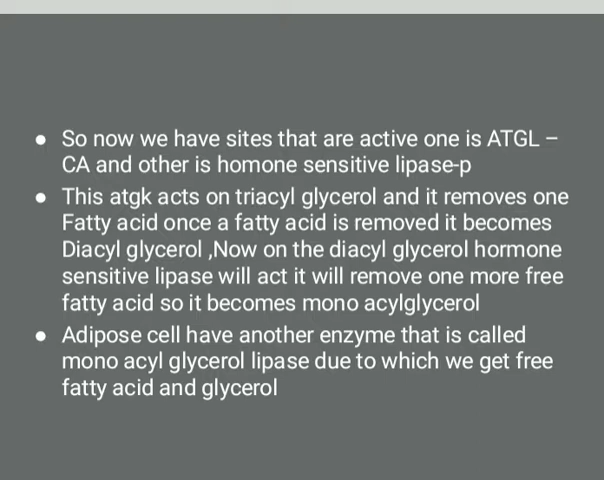 ● So now we have sites that are active one is ATGL –
CA and other is homone sensitive lipase-p
● This atgk acts on triacyl glycerol and it removes one
Fatty acid once a fatty acid is removed it becomes
Diacyl glycerol ,Now on the diacyl glycerol hormone
sensitive lipase will act it will remove one more free
fatty acid so it becomes mono acylglycerol
● Adipose cell have another enzyme that is called
mono acyl glycerol lipase due to which we get free
fatty acid and glycerol